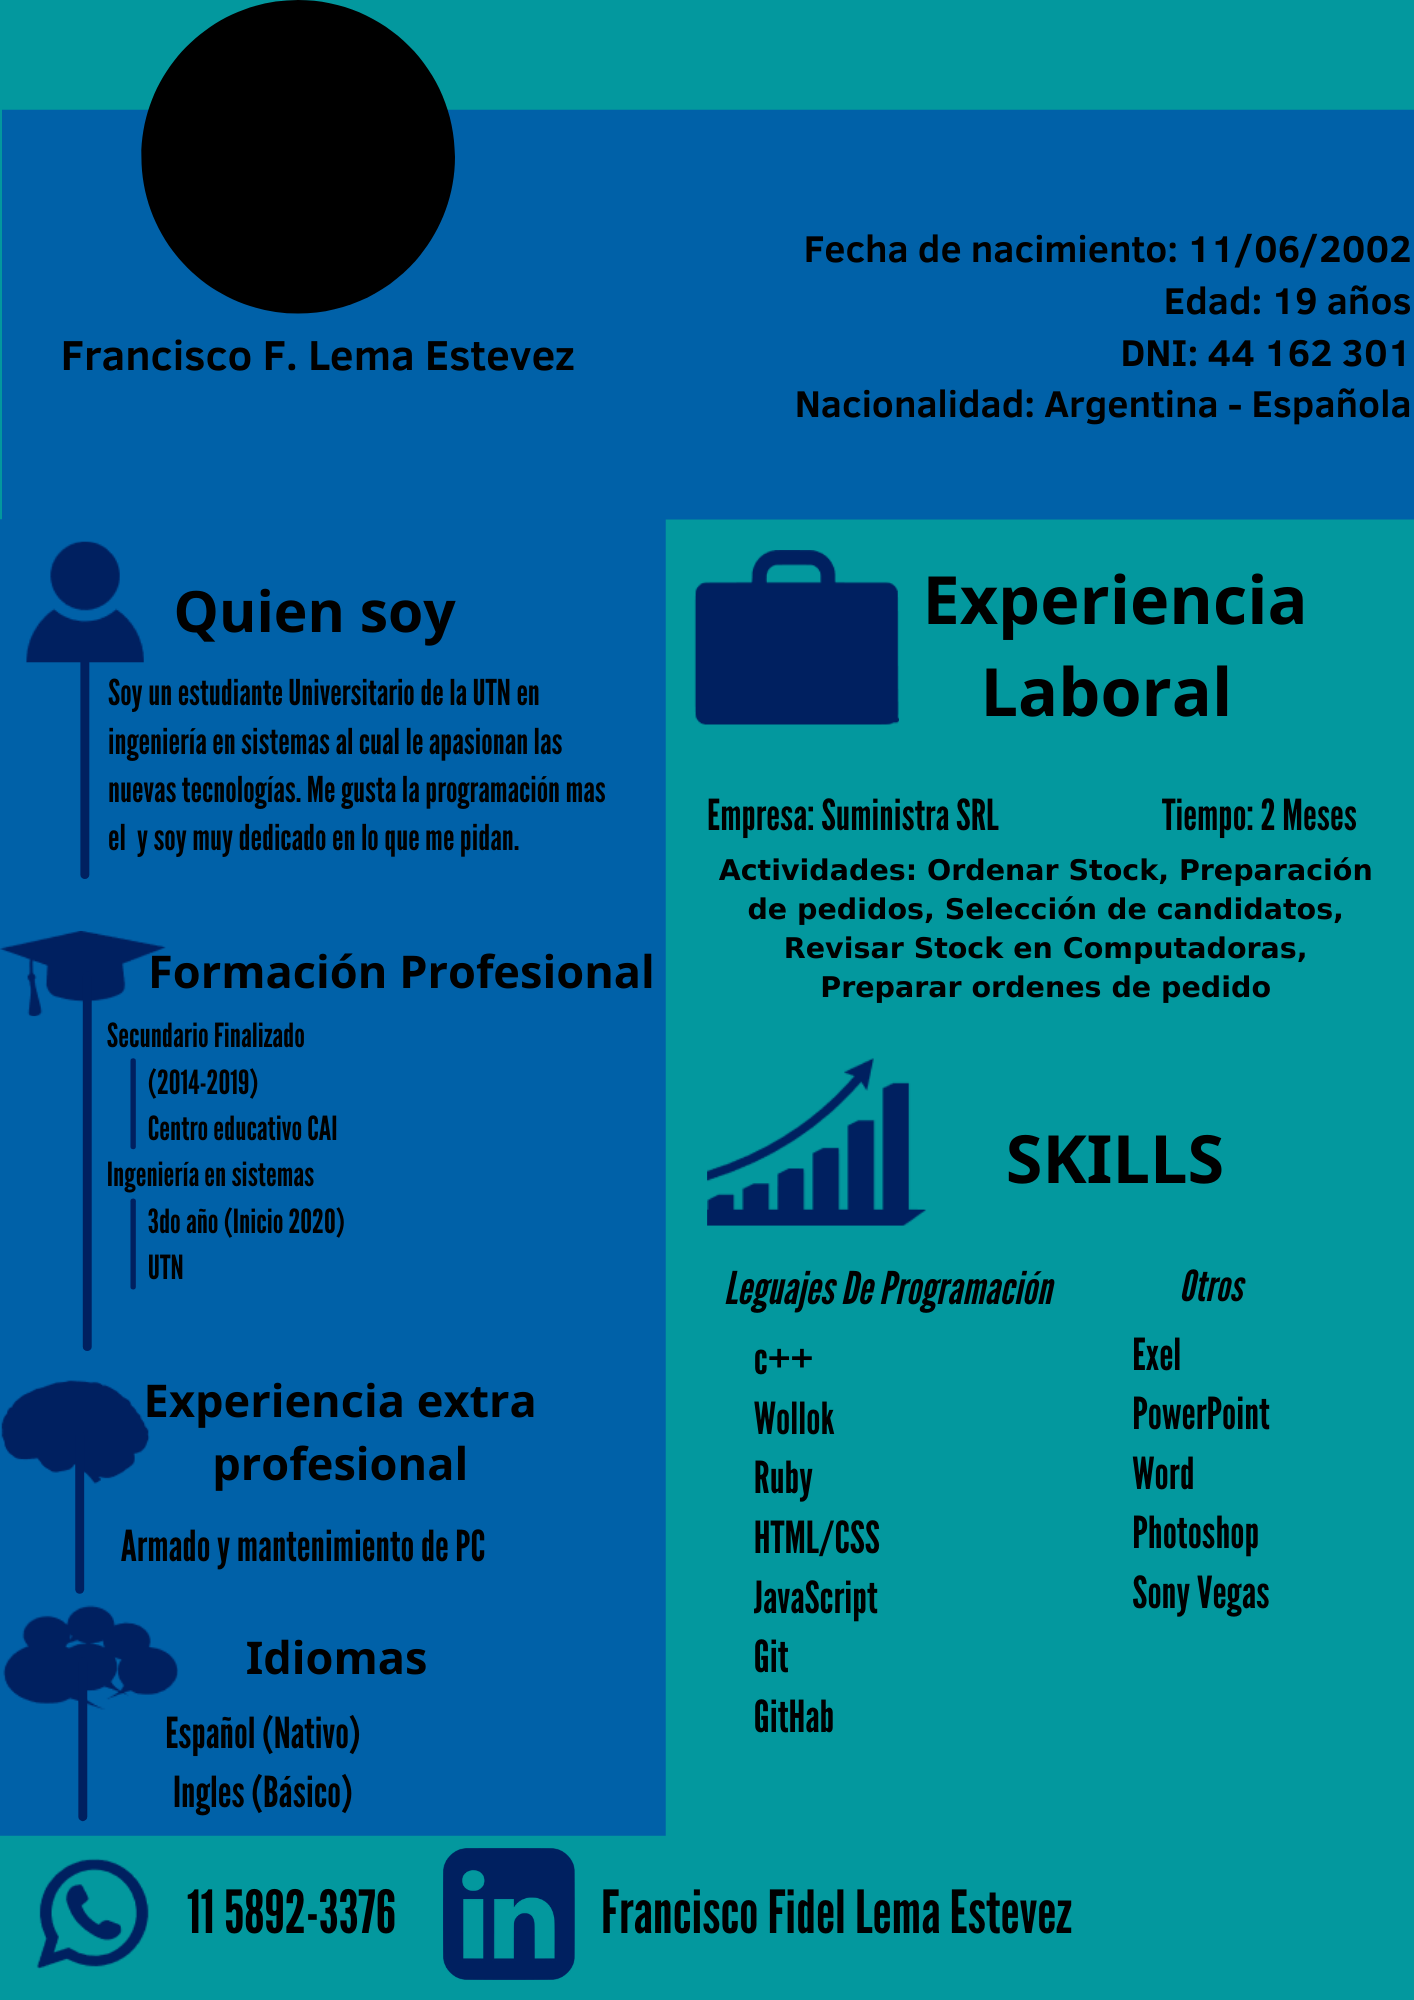 Francisco F. Lema Estevez
Fecha de nacimiento: 11/06/2002
Edad: 19 años
DNI: 44 162 301
Nacionalidad: Argentina - Española
Quien soy
Soy un estudiante Universitario de la UTN en
ingeniería en sistemas al cual le apasionan las
nuevas tecnologías. Me gusta la programación mas
el  y soy muy dedicado en lo que me pidan.
Formación Profesional
Secundario Finalizado
(2014-2019)
Centro educativo CAI
Ingeniería en sistemas
3do año (Inicio 2020)
UTN
Experiencia extra
profesional
Armado y mantenimiento de PC
Idiomas
Español (Nativo)
Ingles (Básico)
Experiencia
Laboral
Empresa: Suministra SRL
Tiempo: 2 Meses
Actividades: Ordenar Stock, Preparación
de pedidos, Selección de candidatos,
Revisar Stock en Computadoras,
Preparar ordenes de pedido
SKILLS
Leguajes De Programación
c++
Wollok
Ruby
HTML/CSS
JavaScript
Git
GitHab
Otros
Exel
PowerPoint
Word
Photoshop
Sony Vegas
11 5892-3376
in
Francisco Fidel Lema Estevez